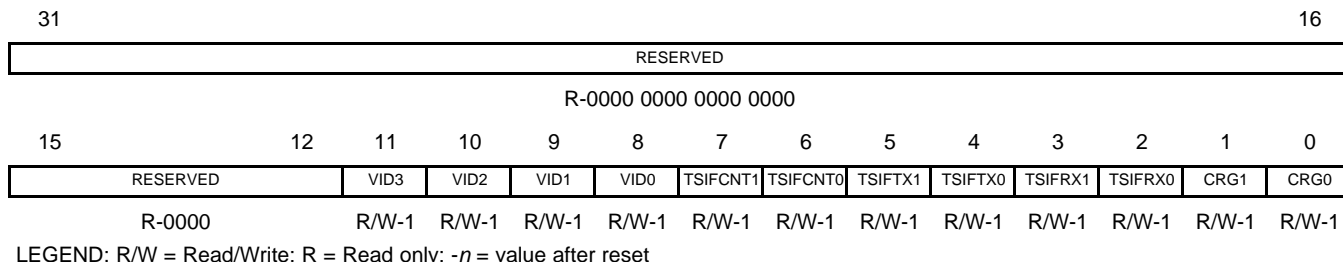 31 16
RESERVED
R-0000 0000 0000 0000
15 12 11 10 9 8 7 6 5 4 3 2 1 0
RESERVED VID3 VID2 VID1 VID0 TSIFCNT1 TSIFCNT0 TSIFTX1 TSIFTX0 TSIFRX1 TSIFRX0 CRG1 CRG0
R-0000 R/W-1 R/W-1 R/W-1 R/W-1 R/W-1 R/W-1 R/W-1 R/W-1 R/W-1 R/W-1 R/W-1 R/W-1
LEGEND: R/W = Read/Write; R = Read only; -n = value after reset